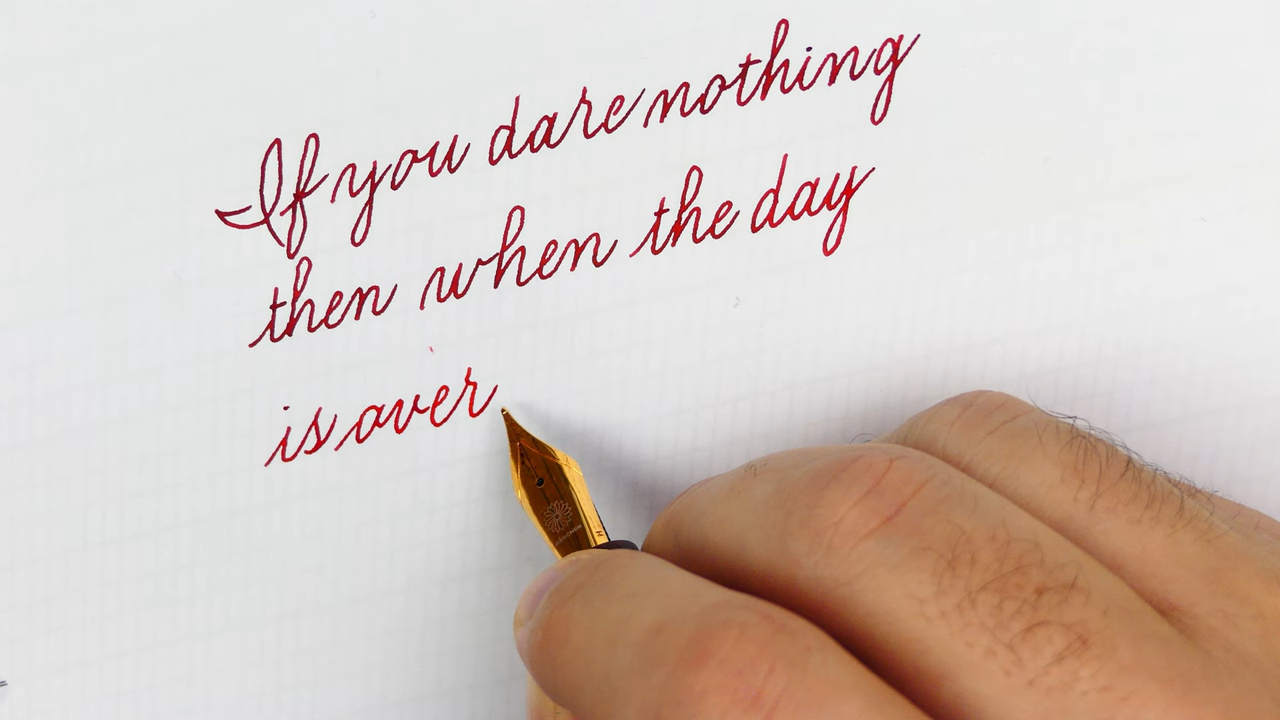 If you dare nothing
then when the day
is over